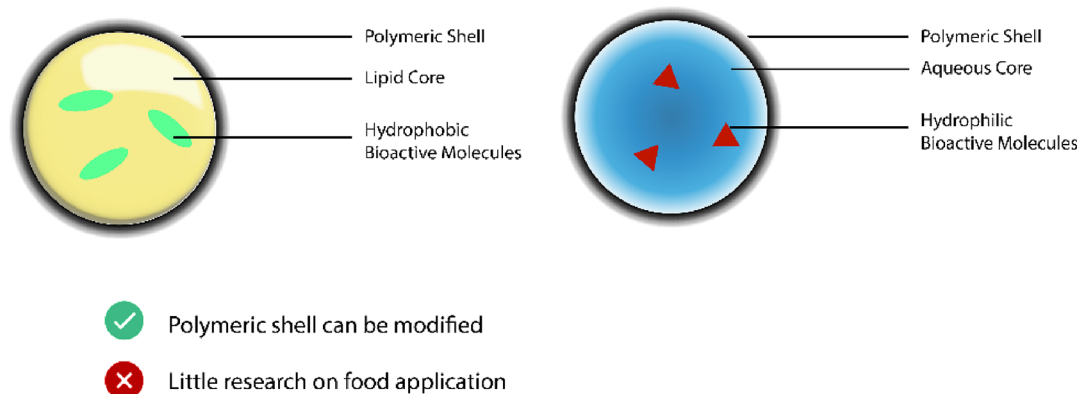 Polymeric Shell
Lipid Core
Hydrophobic
Bioactive Molecules
Polymeric Shell
Aqueous Core
Hydrophilic
Bioactive Molecules
Polymeric shell can be modified
Little research on food application